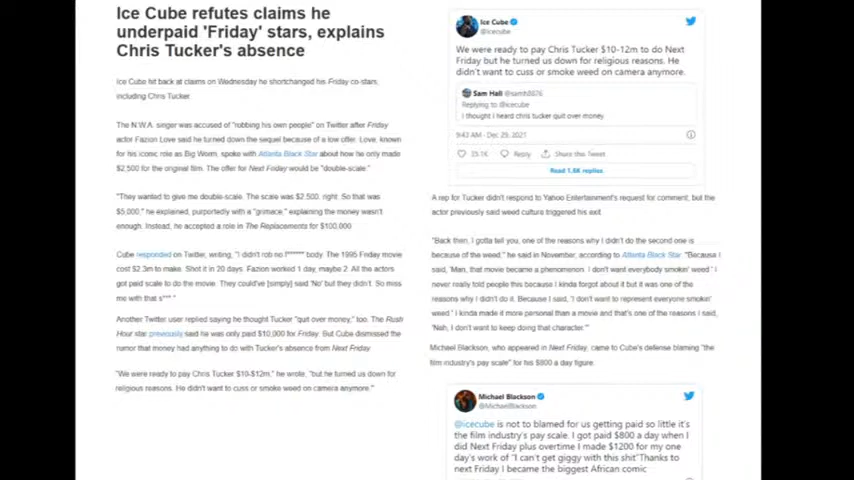 Ice Cube refutes claims he
underpaid 'Friday' stars, explains
Chris Tucker's absence
Ice Cube hit back at claims on Wednesday he shortchanged his Friday co-stars,
including Chris Tucker.
The N.W.A. singer was accused of "robbing his own people" on Twitter after Friday
actor Faizon Love said he turned down the sequel because of a low offer. Love, known
for his iconic role as Big Worm, spoke with Atlanta Black Star about how he only made
$2,500 for the original film. The offer for Next Friday would be "double-scale."
"They wanted to give me double-scale. The scale was $2,500, right. So that was
$5,000," he explained, purportedly with a "grimace," explaining the money wasn't
enough. Instead, he accepted a role in The Replacements for $100,000
Cube responded on Twitter, writing, "I didn't rob no f******* body. The 1995 Friday movie
cost $2.3m to make. Shot it in 20 days. Faizon worked 1 day, maybe 2. All the actors
got paid scale to do the movie. They could've [simply] said 'No' but they didn't. So miss
me with that s***."
Another Twitter user replied saying he thought Tucker "quit over money," too. The Rush
Hour star previously said he was only paid $10,000 for Friday. But Cube dismissed the
rumor that money had anything to do with Tucker's absence from Next Friday.
"We were ready to pay Chris Tucker $10-$12m," he wrote, "but he turned us down for
religious reasons. He didn't want to cuss or smoke weed on camera anymore."
Ice Cube
@icecube
We were ready to pay Chris Tucker $10-12m to do Next
Friday but he turned us down for religious reasons. He
didn't want to cuss or smoke weed on camera anymore.
Sam Hall @samh8876
Replying to @icecube
I thought I heard chris tucker quit over money
9:42 AM · Dec 29, 2021
Reply
Share this Tweet
Read 1.6K replies
A rep for Tucker didn't respond to Yahoo Entertainment's request for comment, but the
actor previously said weed culture triggered his exit.
"Back then, I gotta tell you, one of the reasons why I didn't do the second one is
because of the weed," he said in November, according to Atlanta Black Star. "Because I
said, 'Man, that movie became a phenomenon. I don't want everybody smokin' weed.' I
never really told people this because I kinda forgot about it but it was one of the
reasons why I didn't do it. Because I said, 'I don't want to represent everyone smokin'
weed.' I kinda made it more personal than a movie and that's one of the reasons I said,
'Nah, I don't want to keep doing that character.'"
Michael Blackson, who appeared in Next Friday, came to Cube's defense blaming "the
film industry's pay scale" for his $800 a day figure.
Michael Blackson
@MichaelBlackson
@icecube is not to blamed for us getting paid so little it's
the film industry's pay scale. I got paid $800 a day when I
did Next Friday plus overtime I made $1200 for my one
day's work of "I can't get giggy with this shit"Thanks to
next Friday I became the biggest African comic